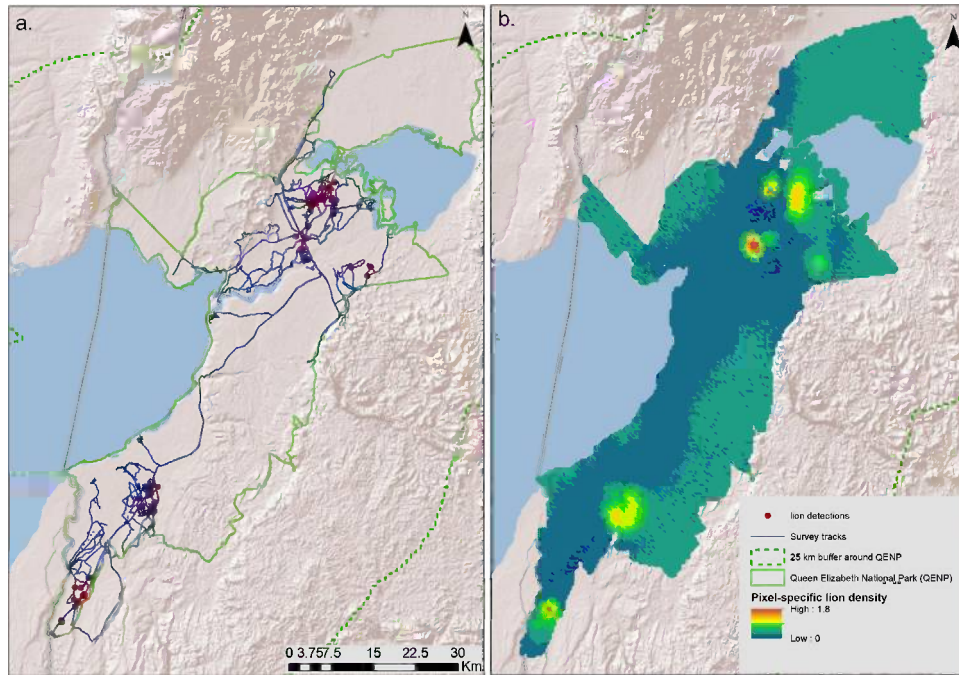 a.
N
0 3.757.5 15 22.5 30
Km
b.
N
lion detections
Survey tracks
25 km buffer around QENP
Queen Elizabeth National Park (QENP)
Pixel-specific lion density
High : 1.8
Low : 0